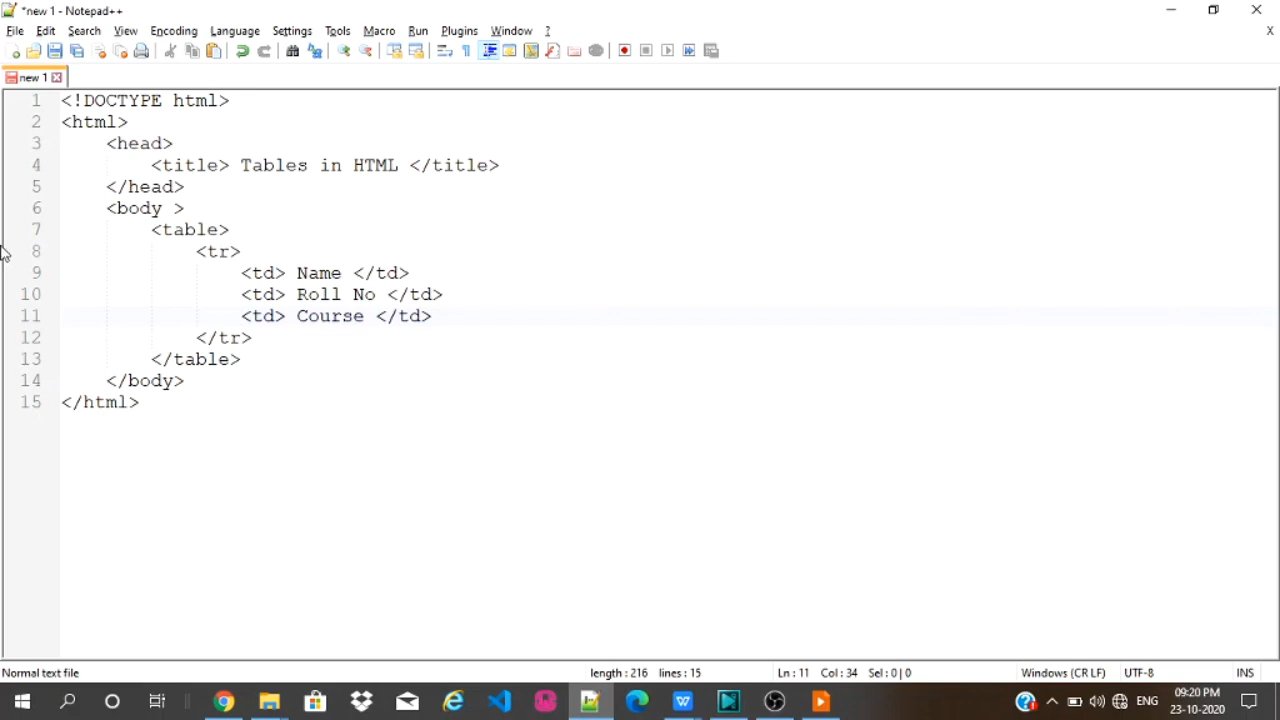 *new 1 - Notepad++
File Edit Search View Encoding Language Settings Tools Macro Run Plugins Window ?
X
new 1
1 <!DOCTYPE html>
2 <html>
3 <head>
4 <title> Tables in HTML </title>
5 </head>
6 <body >
7 <table>
8 <tr>
9 <td> Name </td>
10 <td> Roll No </td>
11 <td> Course </td>
12 </tr>
13 </table>
14 </body>
15 </html>
Normal text file length : 216 lines : 15 Ln : 11 Col : 34 Sel : 0 | 0 Windows (CR LF) UTF-8 INS
ENG 09:20 PM
23-10-2020